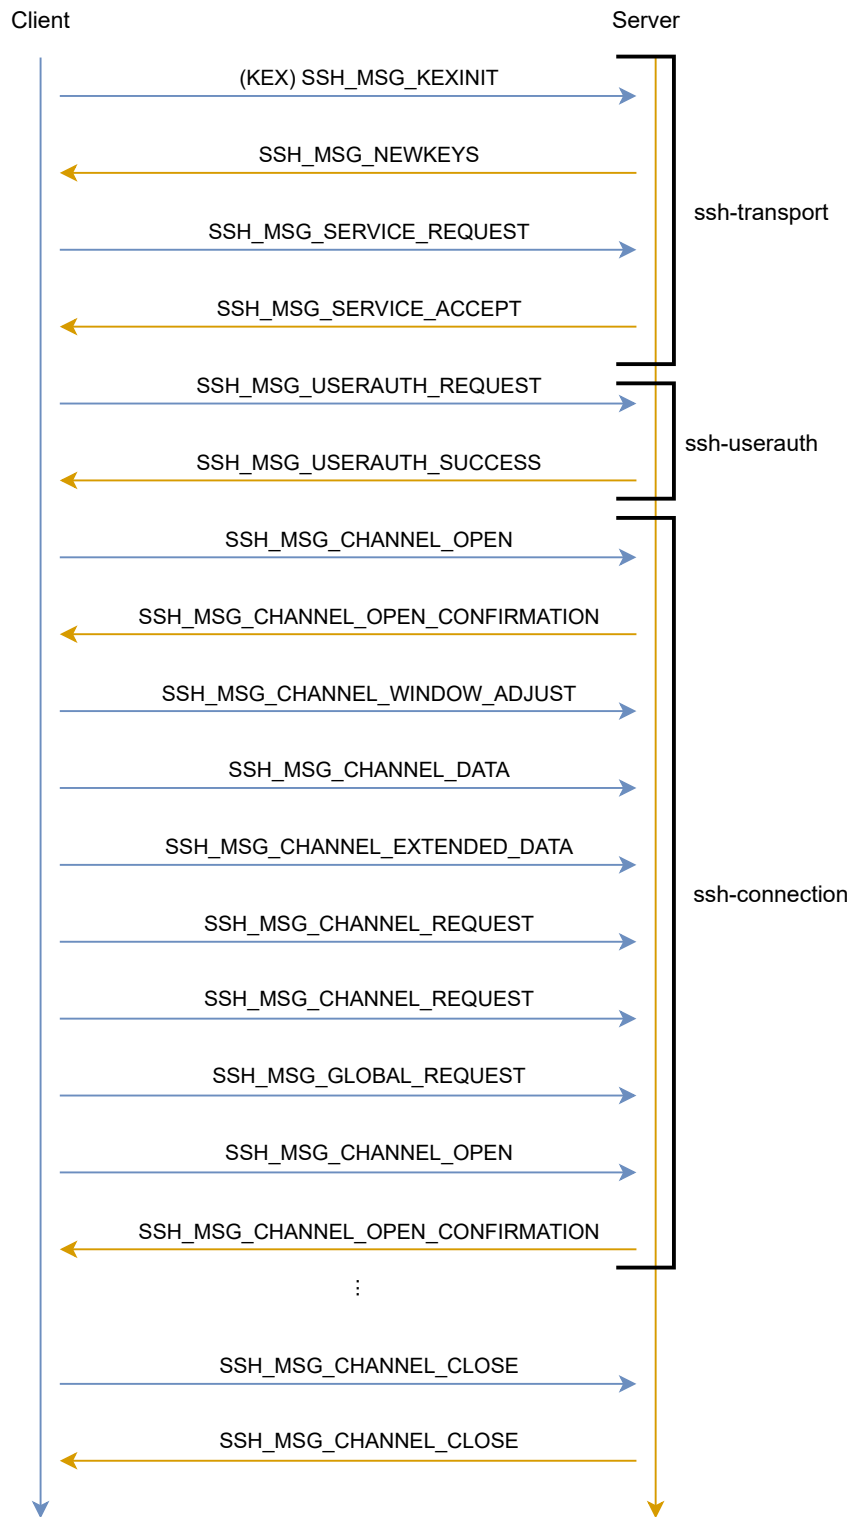 Client
Server
(KEX) SSH_MSG_KEXINIT
SSH_MSG_NEWKEYS
ssh-transport
SSH_MSG_SERVICE_REQUEST
SSH_MSG_SERVICE_ACCEPT
SSH_MSG_USERAUTH_REQUEST
ssh-userauth
SSH_MSG_USERAUTH_SUCCESS
SSH_MSG_CHANNEL_OPEN
SSH_MSG_CHANNEL_OPEN_CONFIRMATION
SSH_MSG_CHANNEL_WINDOW_ADJUST
SSH_MSG_CHANNEL_DATA
SSH_MSG_CHANNEL_EXTENDED_DATA
ssh-connection
SSH_MSG_CHANNEL_REQUEST
SSH_MSG_CHANNEL_REQUEST
SSH_MSG_GLOBAL_REQUEST
SSH_MSG_CHANNEL_OPEN
SSH_MSG_CHANNEL_OPEN_CONFIRMATION
⋮
SSH_MSG_CHANNEL_CLOSE
SSH_MSG_CHANNEL_CLOSE